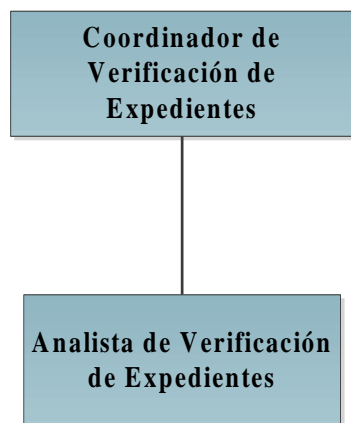 Coordinador de
Verificación de
Expedientes
Analista de Verificación
de Expedientes